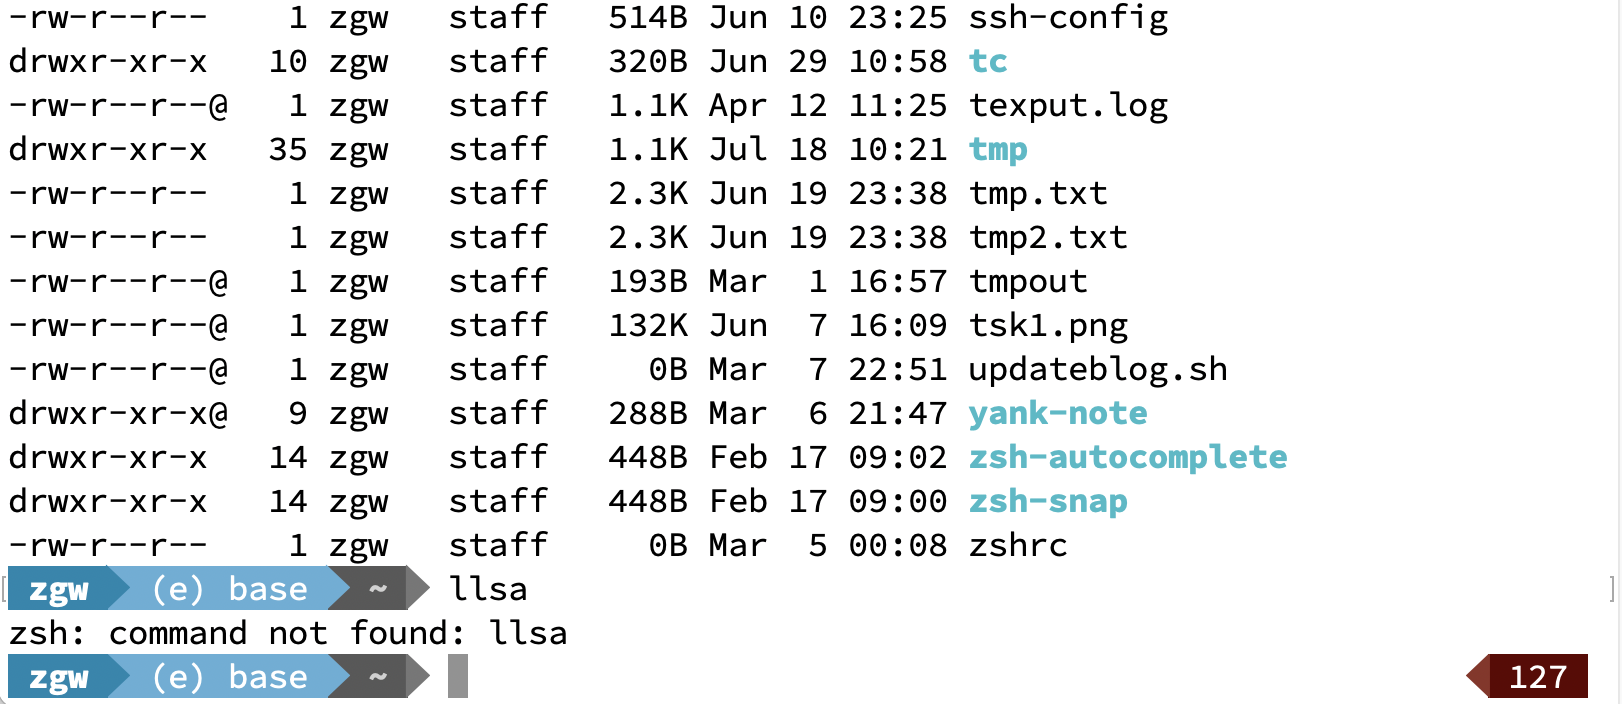 -rw-r--r--   1 zgw   staff   514B Jun 10 23:25 ssh-config
drwxr-xr-x   10 zgw   staff   320B Jun 29 10:58 tc
-rw-r--r--@   1 zgw   staff   1.1K Apr 12 11:25 texput.log
drwxr-xr-x   35 zgw   staff   1.1K Jul 18 10:21 tmp
-rw-r--r--   1 zgw   staff   2.3K Jun 19 23:38 tmp.txt
-rw-r--r--   1 zgw   staff   2.3K Jun 19 23:38 tmp2.txt
-rw-r--r--@   1 zgw   staff   193B Mar  1 16:57 tmpout
-rw-r--r--@   1 zgw   staff   132K Jun  7 16:09 tsk1.png
-rw-r--r--@   1 zgw   staff     0B Mar  7 22:51 updateblog.sh
drwxr-xr-x@   9 zgw   staff   288B Mar  6 21:47 yank-note
drwxr-xr-x   14 zgw   staff   448B Feb 17 09:02 zsh-autocomplete
drwxr-xr-x   14 zgw   staff   448B Feb 17 09:00 zsh-snap
-rw-r--r--   1 zgw   staff     0B Mar  5 00:08 zshrc
[ zgw (e) base ~ llsa ]
zsh: command not found: llsa
zgw (e) base ~ 127